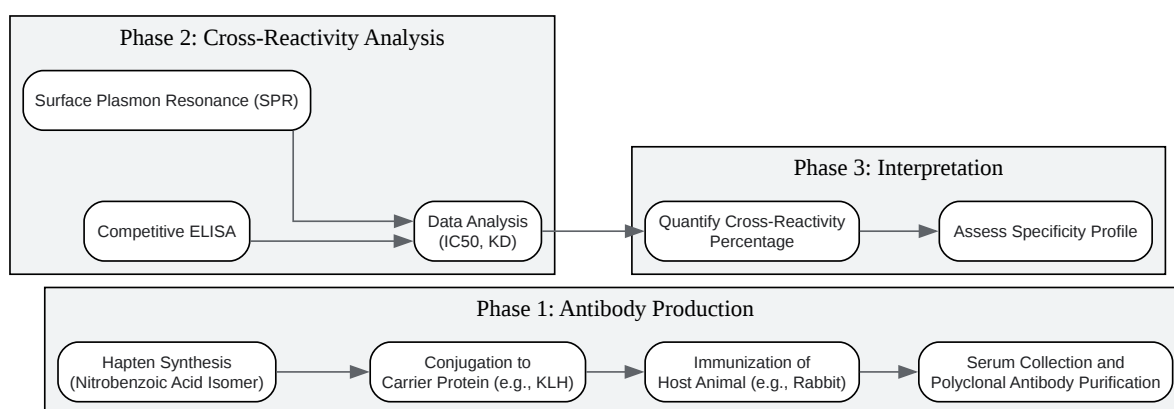 Phase 2: Cross-Reactivity Analysis
Surface Plasmon Resonance (SPR)
Competitive ELISA
Data Analysis
(IC50, KD)
Phase 3: Interpretation
Quantify Cross-Reactivity
Percentage
Assess Specificity Profile
Phase 1: Antibody Production
Hapten Synthesis
(Nitrobenzoic Acid Isomer)
Conjugation to
Carrier Protein (e.g., KLH)
Immunization of
Host Animal (e.g., Rabbit)
Serum Collection and
Polyclonal Antibody Purification